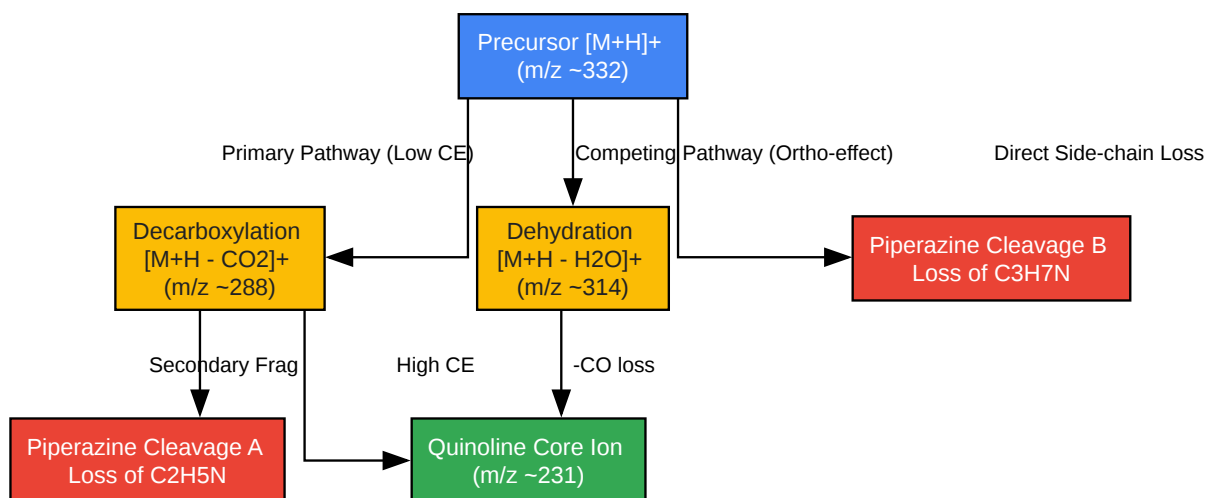 Precursor [M+H]+
(m/z ~332)
Primary Pathway (Low CE)
Competing Pathway (Ortho-effect)
Direct Side-chain Loss
Decarboxylation
[M+H - CO2]+
(m/z ~288)
Dehydration
[M+H - H2O]+
(m/z ~314)
Piperazine Cleavage B
Loss of C3H7N
Secondary Frag
High CE
-CO loss
Piperazine Cleavage A
Loss of C2H5N
Quinoline Core Ion
(m/z ~231)